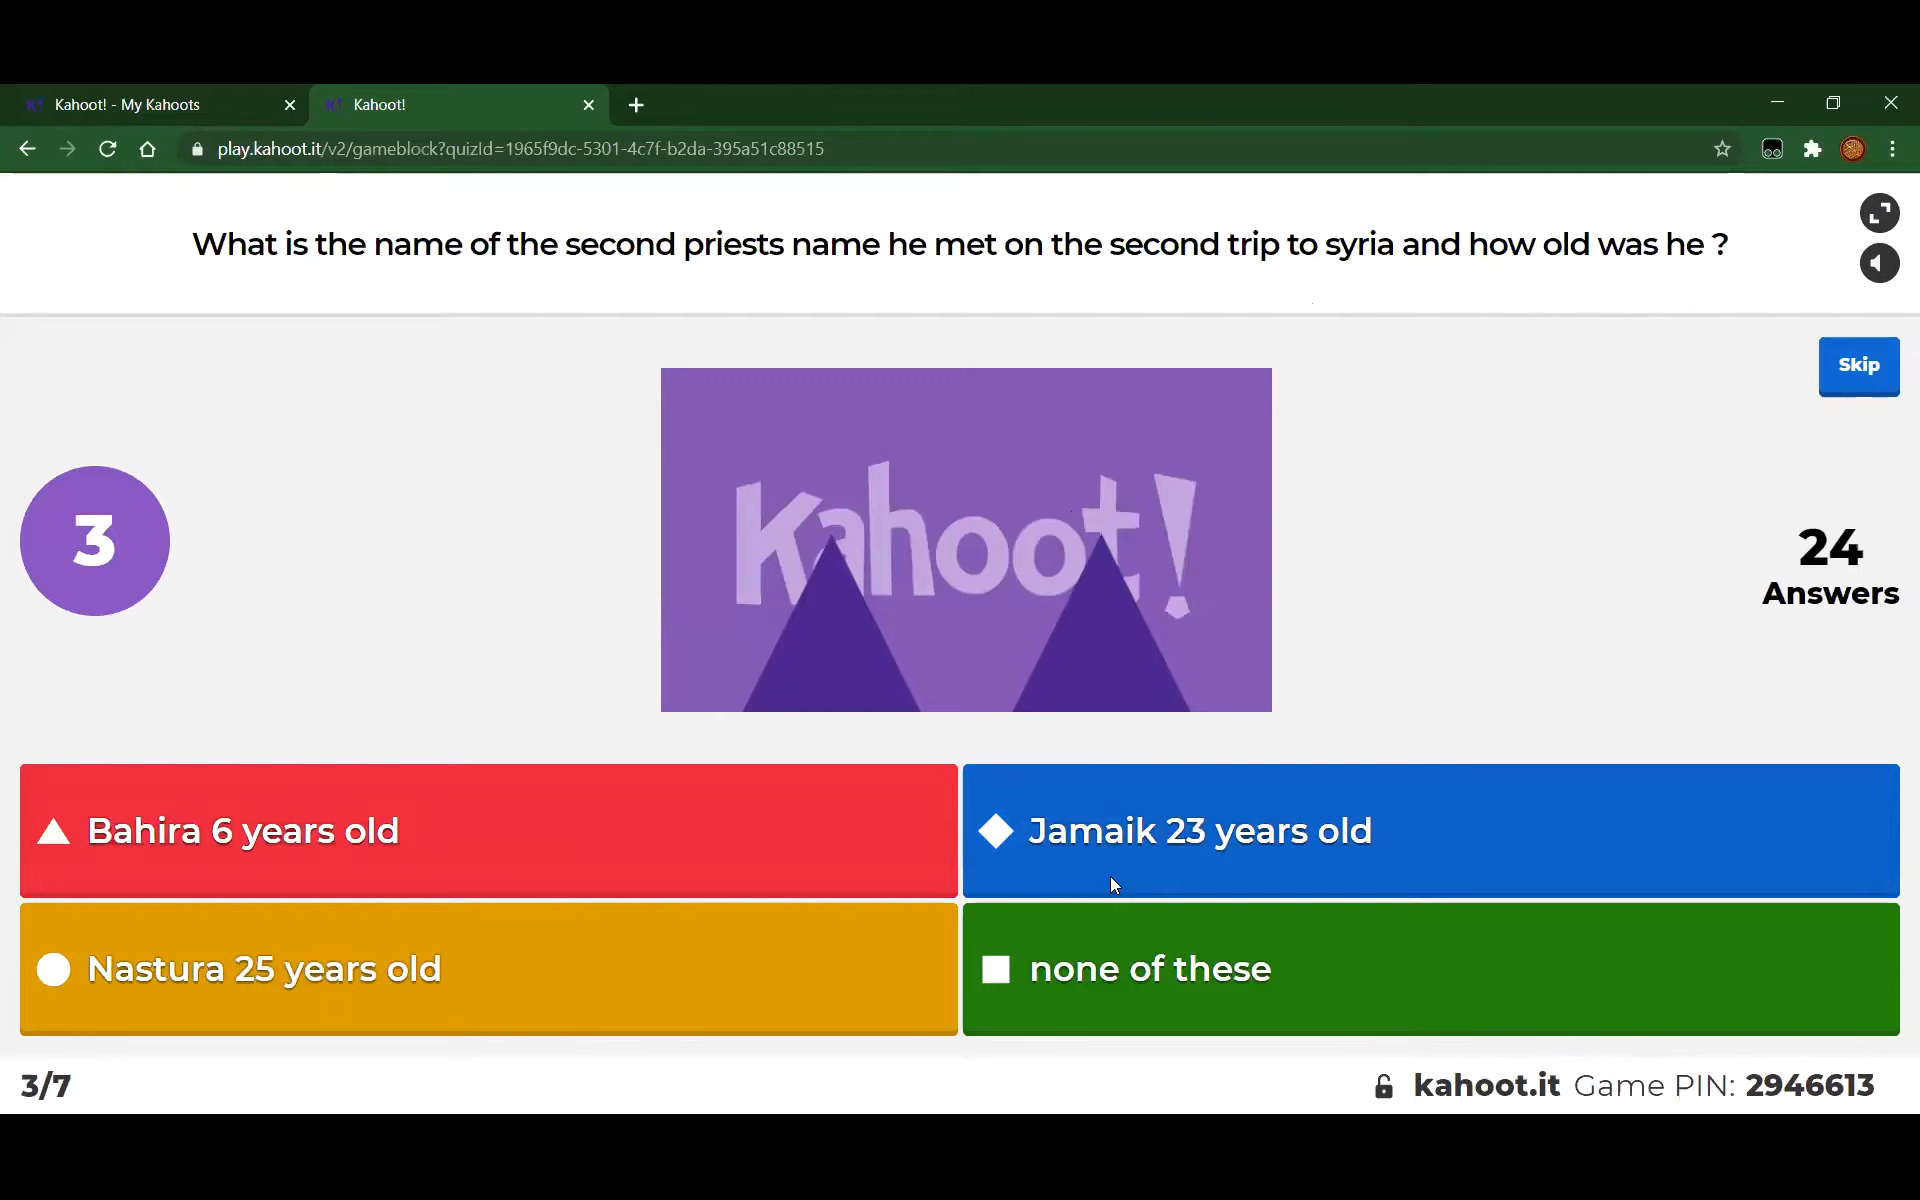 Kahoot! - My Kahoots
Kahoot!
play.kahoot.it/v2/gameblock?quizId=1965f9dc-5301-4c7f-b2da-395a51c88515
What is the name of the second priests name he met on the second trip to syria and how old was he ?
Skip
3
Kahoot!
24
Answers
Bahira 6 years old
Jamaik 23 years old
Nastura 25 years old
none of these
3/7
kahoot.it Game PIN: 2946613